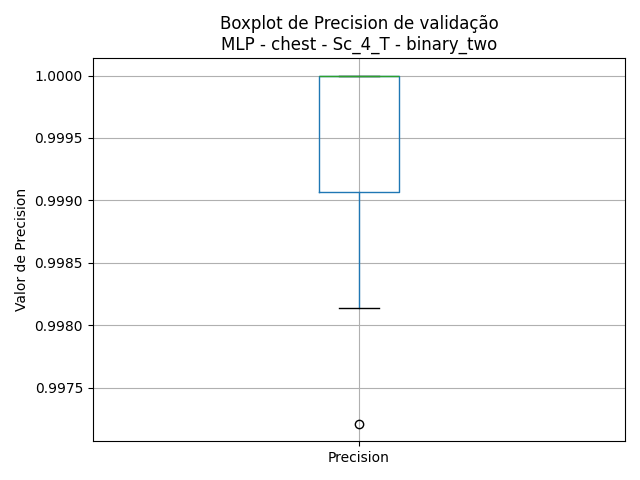 Boxplot de Precision de validação
MLP - chest - Sc_4_T - binary_two
Valor de Precision
1.0000
0.9995
0.9990
0.9985
0.9980
0.9975
Precision